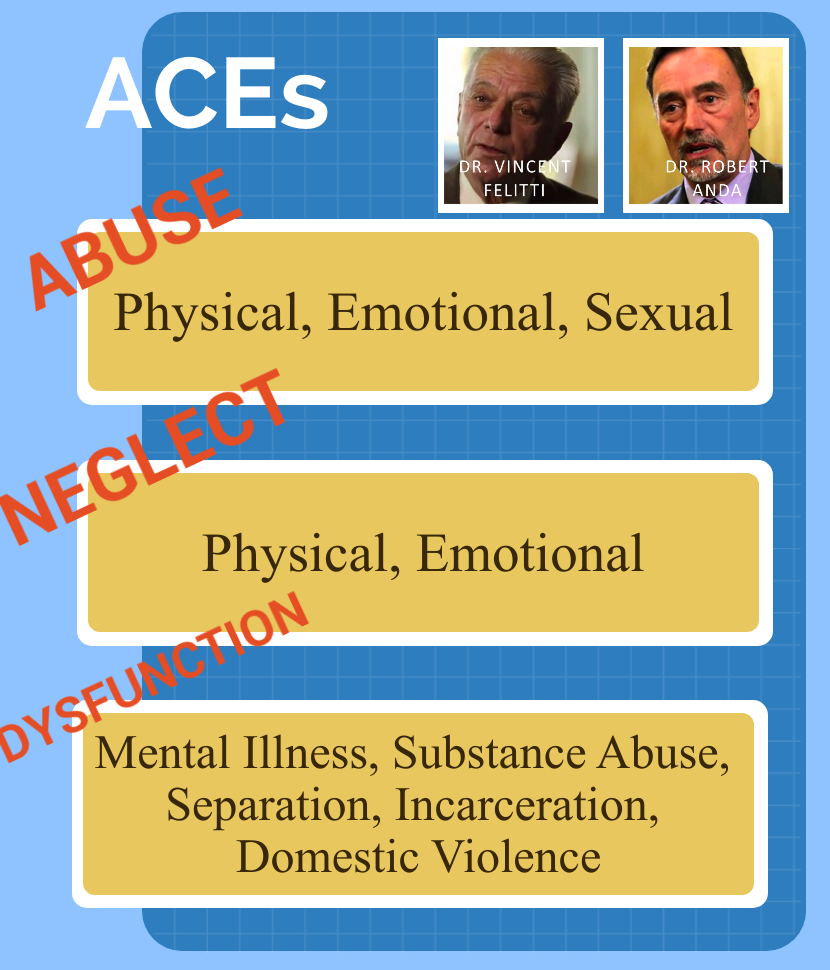 ACEs
DR. VINCENT
FELITTI
DR. ROBERT
ANDA
ABUSE
Physical, Emotional, Sexual
NEGLECT
Physical, Emotional
DYSFUNCTION
Mental Illness, Substance Abuse,
Separation, Incarceration,
Domestic Violence